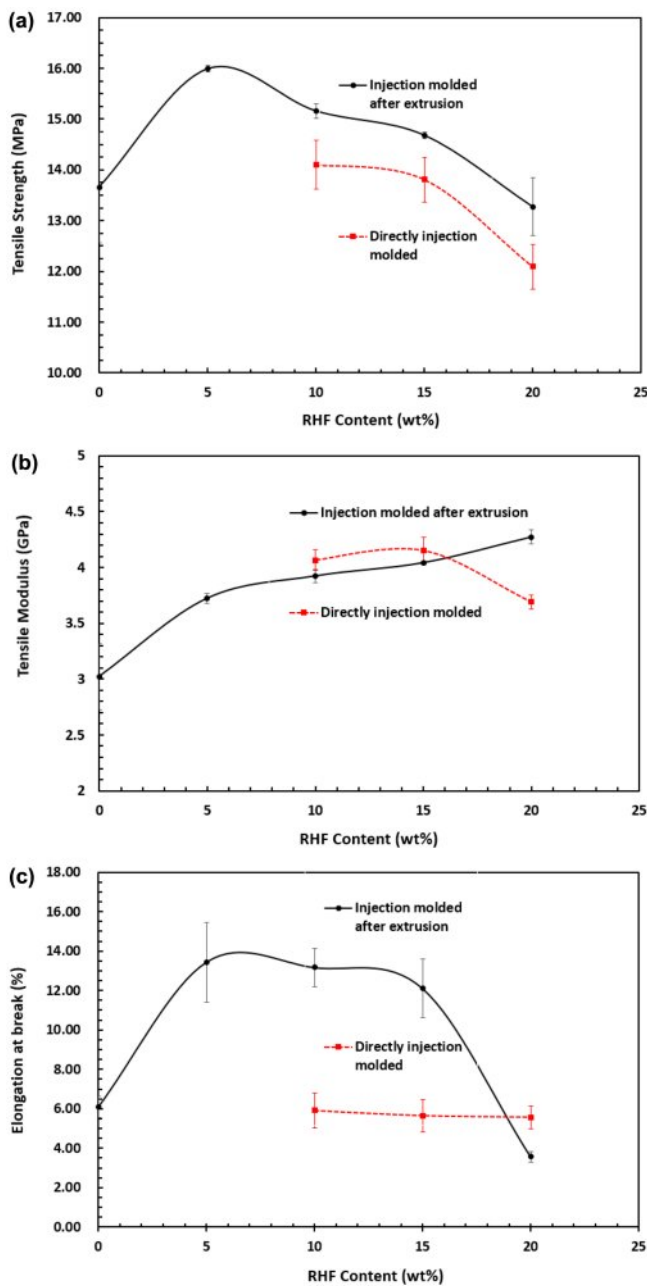 (a)
17.00
16.00
15.00
14.00
13.00
12.00
11.00
10.00
Tensile Strength (MPa)
Injection molded
after extrusion
Directly injection
molded
0 5 10 15 20 25
RHF Content (wt%)
(b)
5
4.5
4
3.5
3
2.5
2
Tensile Modulus (GPa)
Injection molded after extrusion
Directly injection molded
0 5 10 15 20 25
RHF Content (wt%)
(c)
18.00
16.00
14.00
12.00
10.00
8.00
6.00
4.00
2.00
0.00
Elongation at break (%)
Injection molded
after extrusion
Directly injection
molded
0 5 10 15 20 25
RHF Content (wt%)